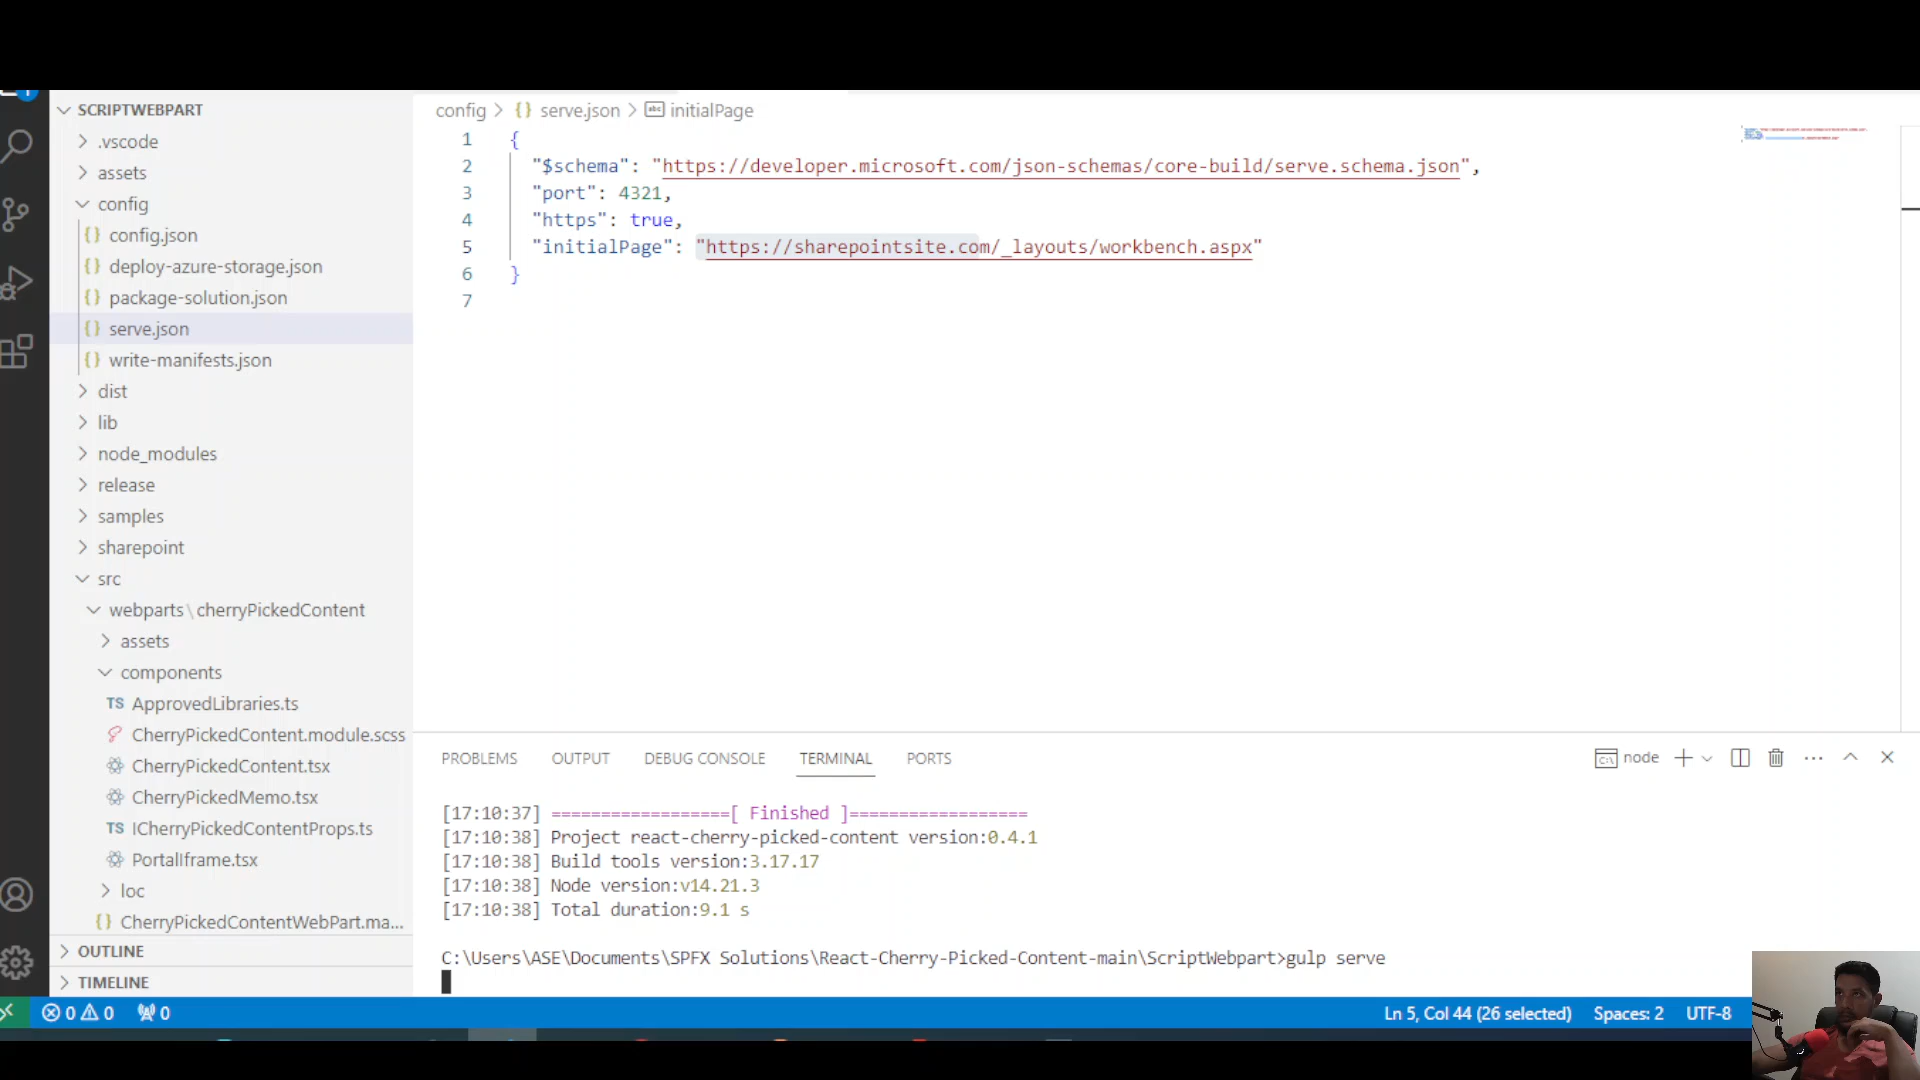 1
SCRIPTWEBPART
.vscode
assets
config
config.json
deploy-azure-storage.json
package-solution.json
serve.json
write-manifests.json
dist
lib
node_modules
release
samples
sharepoint
src
webparts\cherryPickedContent
assets
components
TS ApprovedLibraries.ts
CherryPickedContent.module.scss
CherryPickedContent.tsx
CherryPickedMemo.tsx
TS ICherryPickedContentProps.ts
PortalIframe.tsx
loc
{} CherryPickedContentWebPart.ma...
OUTLINE
TIMELINE
config > {} serve.json > abc initialPage
1 {
2 "$schema": "https://developer.microsoft.com/json-schemas/core-build/serve.schema.json",
3 "port": 4321,
4 "https": true,
5 "initialPage": "https://sharepointsite.com/_layouts/workbench.aspx"
6 }
7
PROBLEMS OUTPUT DEBUG CONSOLE TERMINAL PORTS
node
[17:10:37] ==================[ Finished ]==================
[17:10:38] Project react-cherry-picked-content version:0.4.1
[17:10:38] Build tools version:3.17.17
[17:10:38] Node version:v14.21.3
[17:10:38] Total duration:9.1 s
C:\Users\ASE\Documents\SPFX Solutions\React-Cherry-Picked-Content-main\ScriptWebpart>gulp serve
0 0 0 Ln 5, Col 44 (26 selected) Spaces: 2 UTF-8